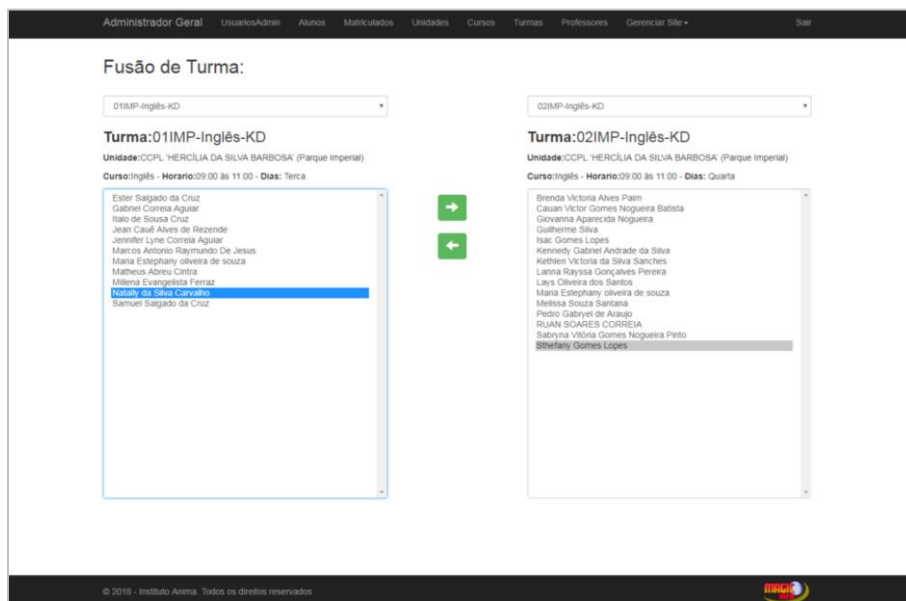 Administrador Geral UsuariosAdmin Alunos Matriculados Unidades Cursos Turmas Professores Gerenciar Site Sair
Fusão de Turma:
01IMP-Inglês-KD
Turma:01IMP-Inglês-KD
Unidade:CCPL 'HERCÍLIA DA SILVA BARBOSA' (Parque Imperial)
Curso:Inglês - Horario:09:00 às 11:00 - Dias: Terca
Ester Salgado da Cruz
Gabriel Correia Aguiar
Italo de Sousa Cruz
Jean Cauê Alves de Rezende
Jennifer Lyne Correia Aguiar
Marcos Antonio Raymundo De Jesus
Maria Estephany oliveira de souza
Matheus Abreu Cintra
Millena Evangelista Ferraz
Natally da Silva Carvalho
Samuel Salgado da Cruz
02IMP-Inglês-KD
Turma:02IMP-Inglês-KD
Unidade:CCPL 'HERCÍLIA DA SILVA BARBOSA' (Parque Imperial)
Curso:Inglês - Horario:09:00 às 11:00 - Dias: Quarta
Brenda Victoria Alves Paim
Cauan Victor Gomes Nogueira Batista
Giovanna Aparecida Nogueira
Guilherme Silva
Isac Gomes Lopes
Kennedy Gabriel Andrade da Silva
Kethlen Victoria da Silva Sanches
Lanna Rayssa Gonçalves Pereira
Lays Oliveira dos Santos
Maria Estephany oliveira de souza
Melissa Souza Santana
Pedro Gabryel de Araujo
RUAN SOARES CORREIA
Sabryna Vitória Gomes Nogueira Pinto
Sthefany Gomes Lopes
© 2018 - Instituto Anima. Todos os direitos reservados